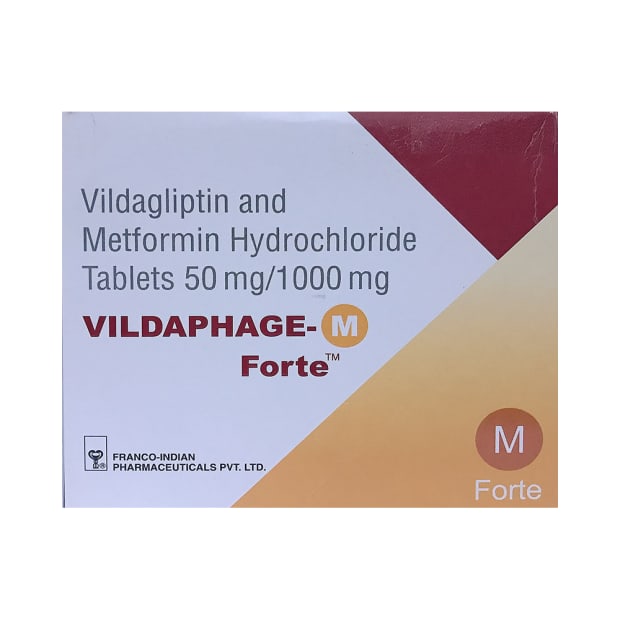 Vildagliptin and
Metformin Hydrochloride
Tablets 50 mg/1000 mg
VILDAPHAGE-M
Forte™
FRANCO-INDIAN
PHARMACEUTICALS PVT. LTD.
M
Forte